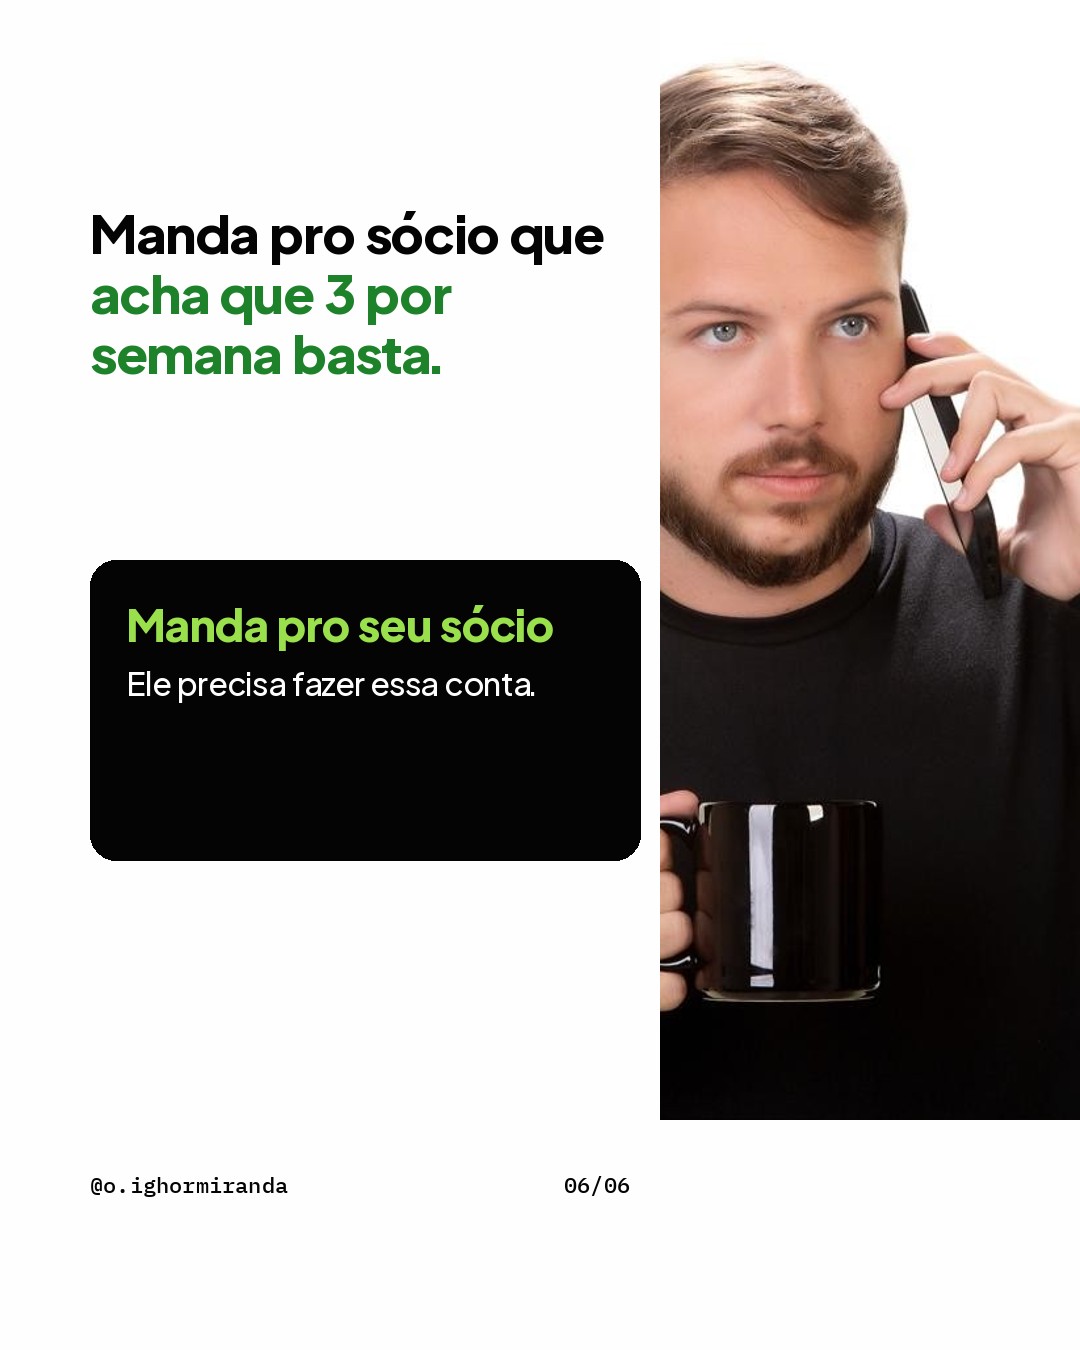 Manda pro sócio que
acha que 3 por
semana basta.
Manda pro seu sócio
Ele precisa fazer essa conta.
@o.ighormiranda
06/06